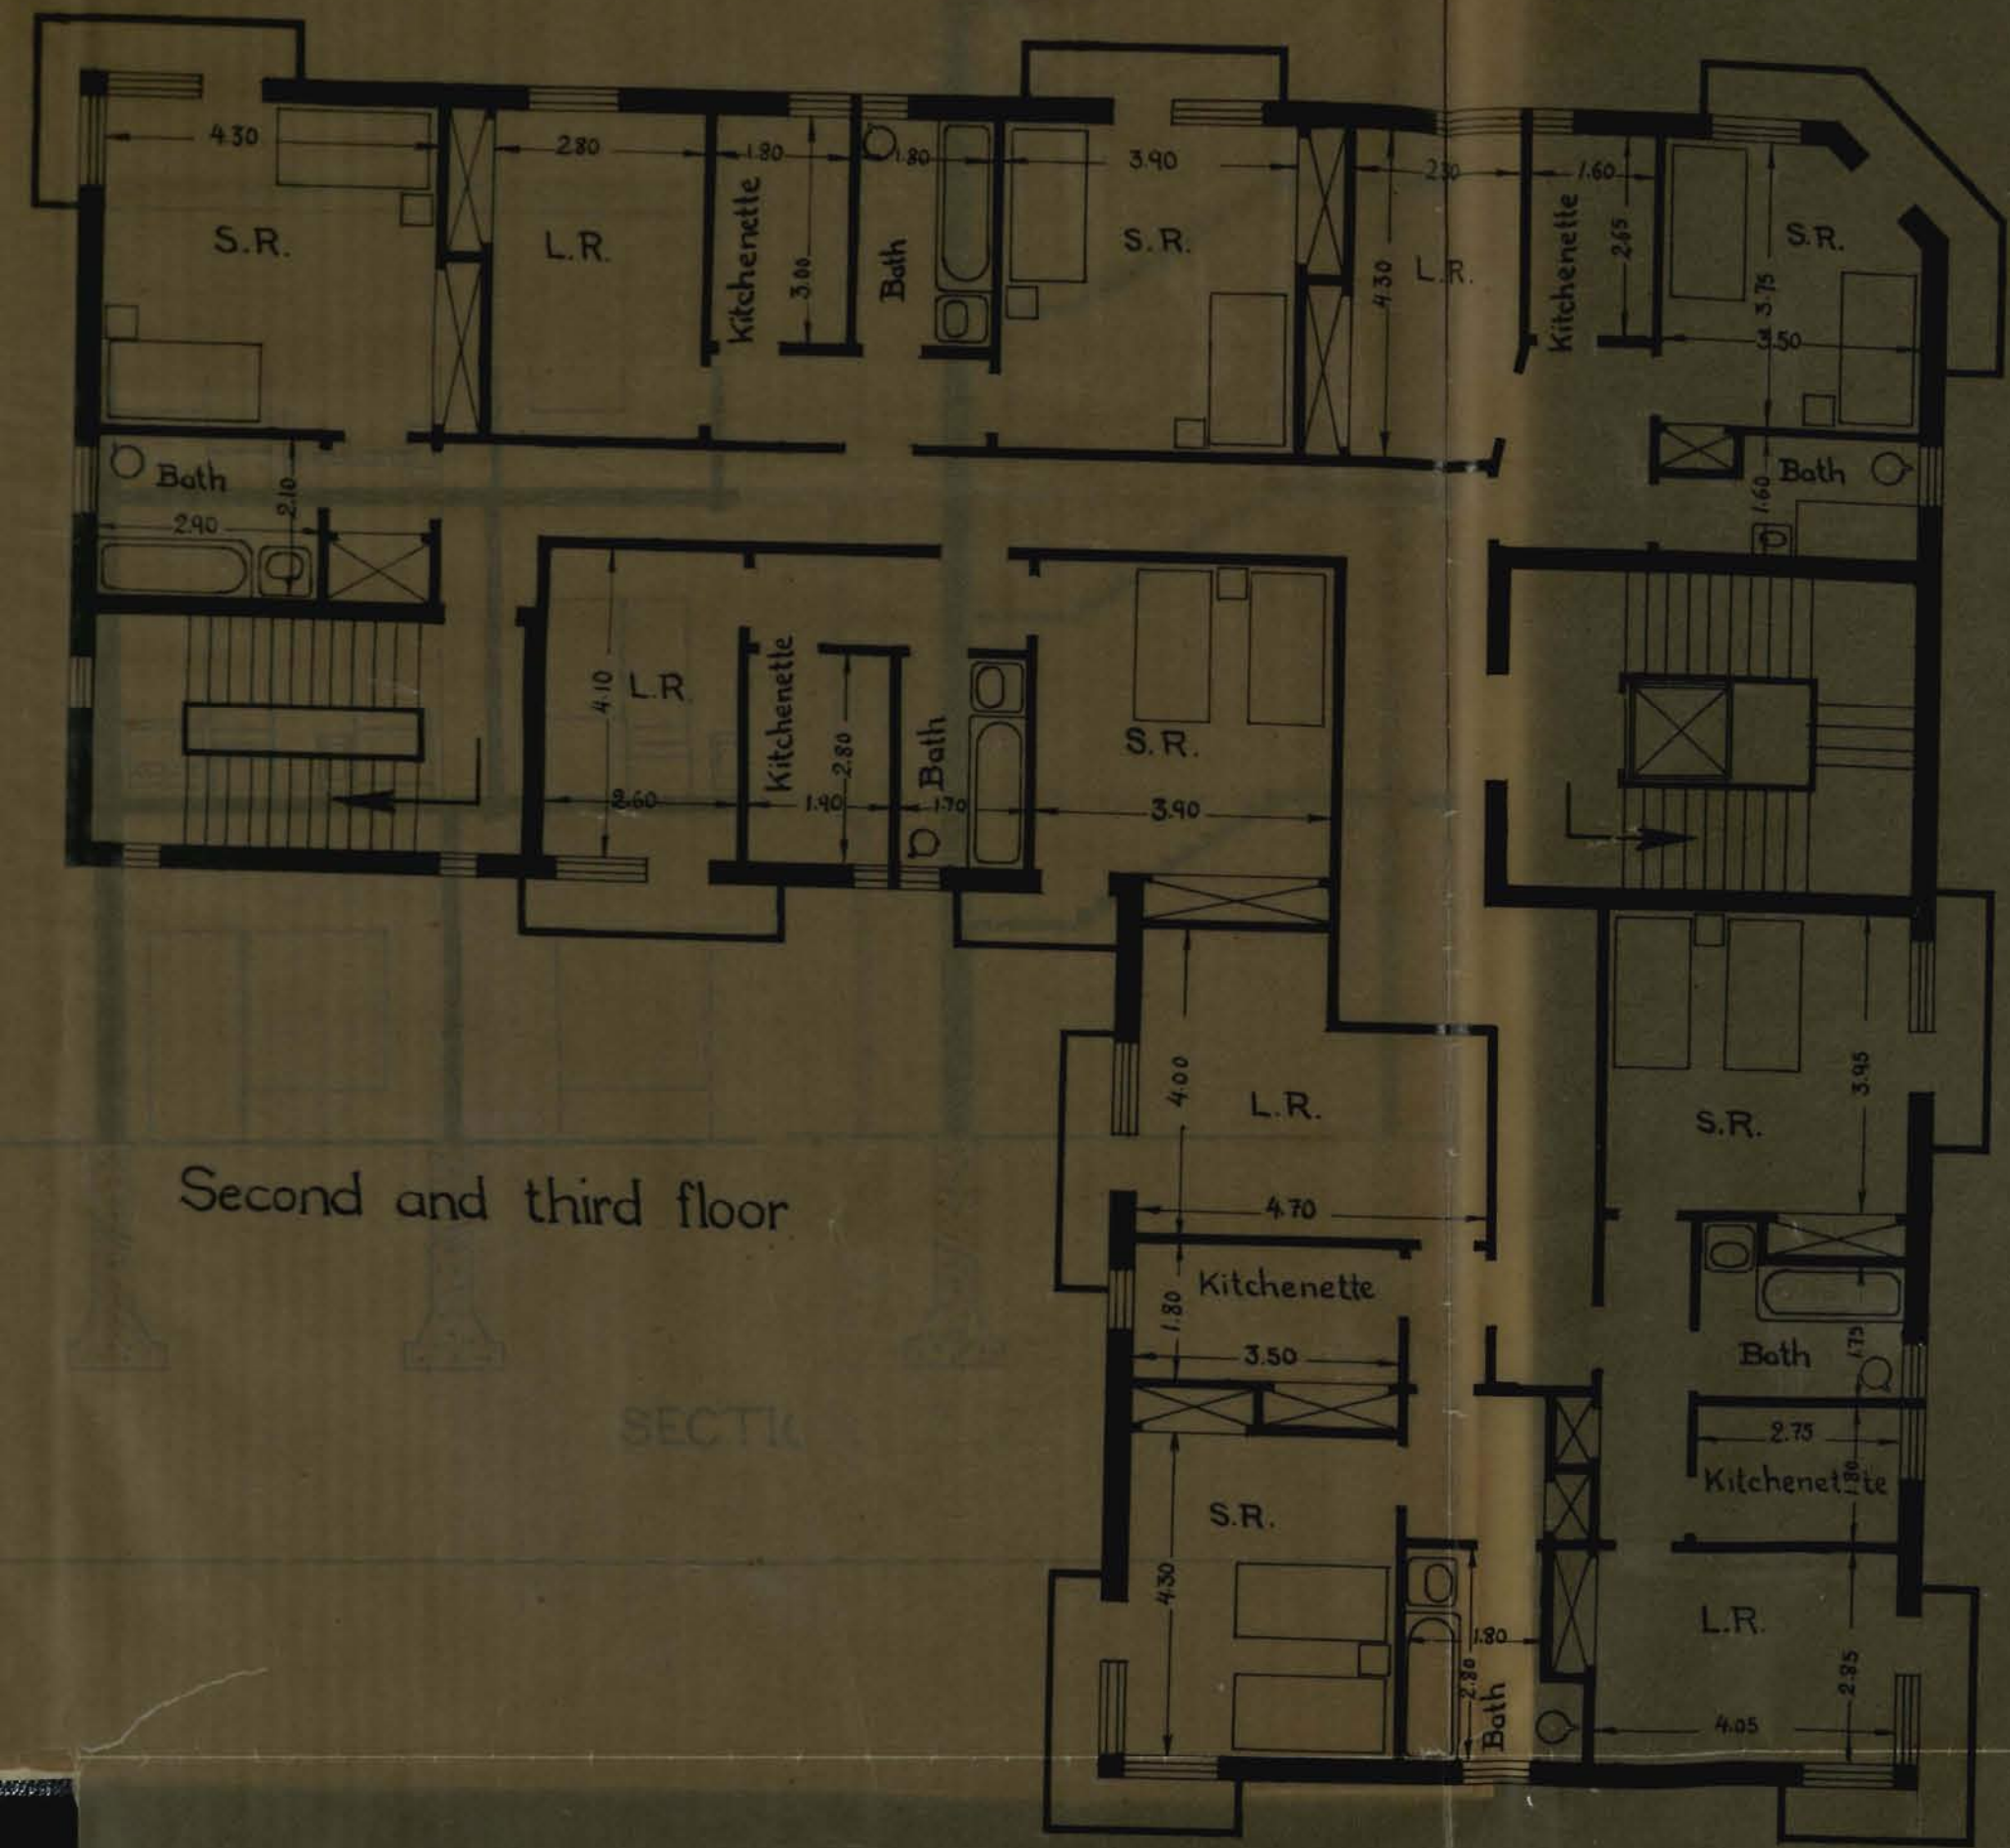 4.30
2.80
1.90
1.80
3.90
2.30
1.60
S.R.
L.R.
Kitchenette
3.00
Bath
S.R.
4.30
L.R.
Kitchenette
2.65
S.R.
3.75
3.50
Bath
2.10
2.90
1.60
Bath
4.10
L.R.
Kitchenette
2.80
Bath
S.R.
2.60
1.90
1.70
3.90
4.00
L.R.
4.70
S.R.
3.95
Second and third floor
Kitchenette
1.80
3.50
Bath
1.75
2.75
Kitchenette
1.80
SECTI
S.R.
4.30
1.80
2.80
Bath
L.R.
2.85
4.05